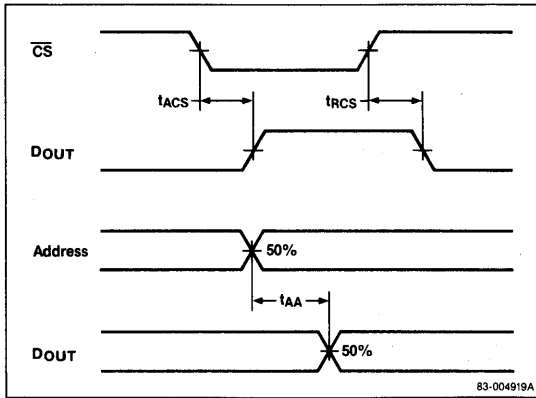 CS
tACS
tRCS
DOUT
Address
50%
tAA
DOUT
50%
83-004919A